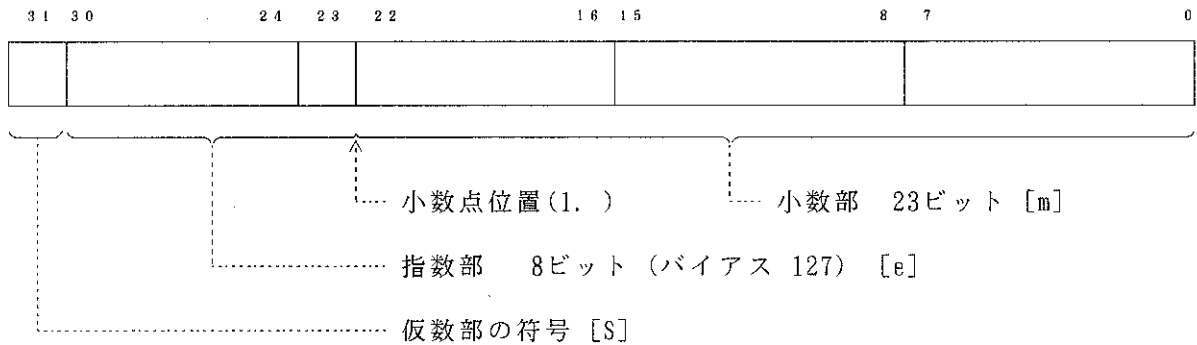 31 30 24 23 22 16 15 8 7 0
小数点位置(1. )
小数部 23ビット [m]
指数部 8ビット (バイアス 127) [e]
仮数部の符号 [S]